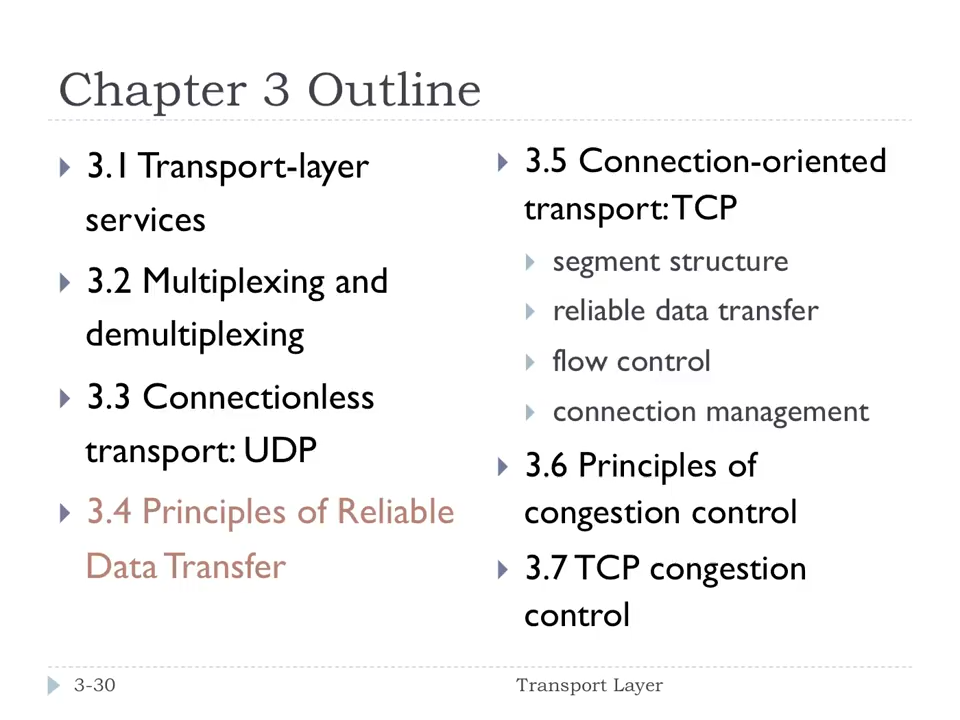 Chapter 3 Outline
3.1 Transport-layer
services
3.2 Multiplexing and
demultiplexing
3.3 Connectionless
transport: UDP
3.4 Principles of Reliable
Data Transfer
3.5 Connection-oriented
transport: TCP
segment structure
reliable data transfer
flow control
connection management
3.6 Principles of
congestion control
3.7 TCP congestion
control
3-30
Transport Layer